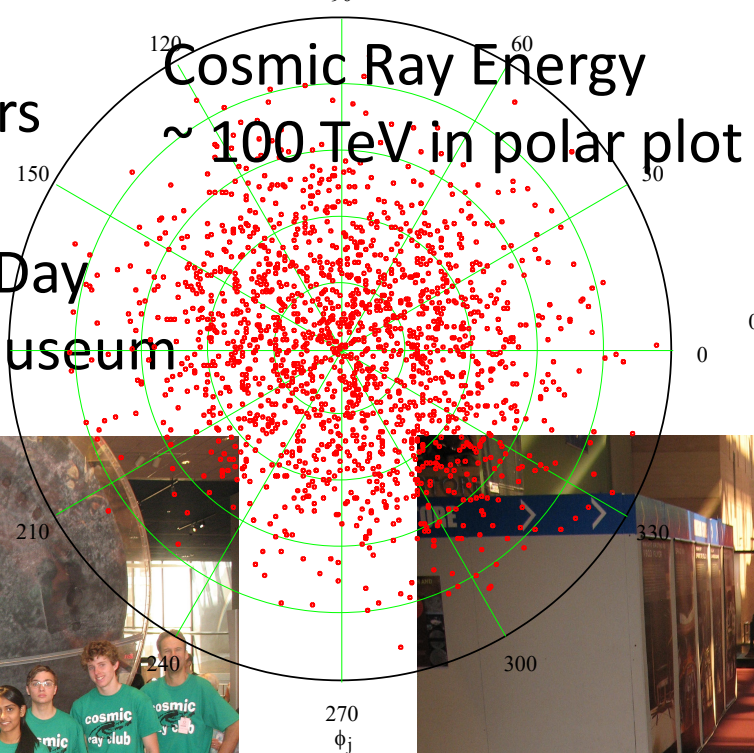 120
60
Cosmic Ray Energy
rs
~ 100 TeV in polar plot
150
30
Day
useum
0
210
330
240
300
cosmic
ray club
cosmic
270
ϕj